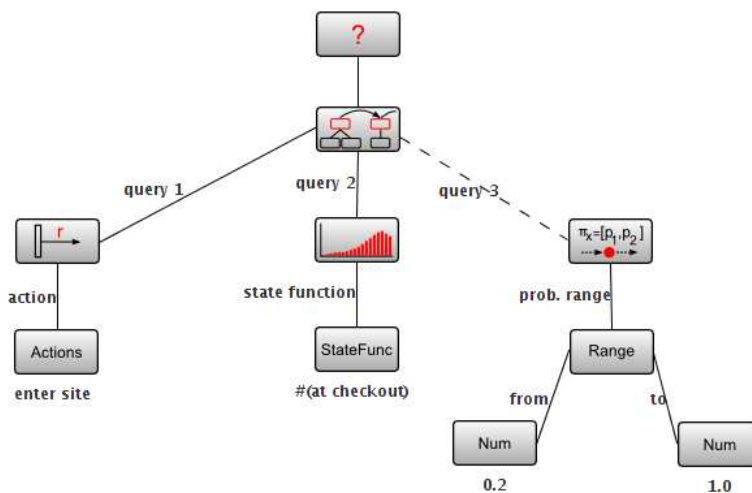 ?
query 1
query 2
query 3
r
πx=[p1,p2]
action
state function
prob. range
Actions
StateFunc
Range
enter site
#(at checkout)
from
to
Num
Num
0.2
1.0